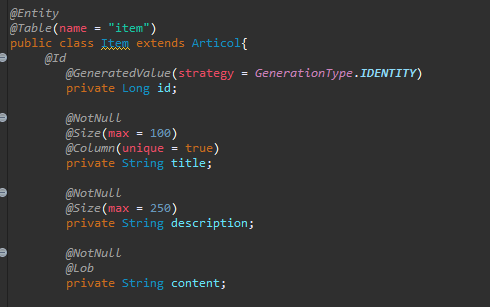 @Entity
@Table(name = "item")
public class Item extends Articol{
@Id
@GeneratedValue(strategy = GenerationType.IDENTITY)
private Long id;
@NotNull
@Size(max = 100)
@Column(unique = true)
private String title;
@NotNull
@Size(max = 250)
private String description;
@NotNull
@Lob
private String content;